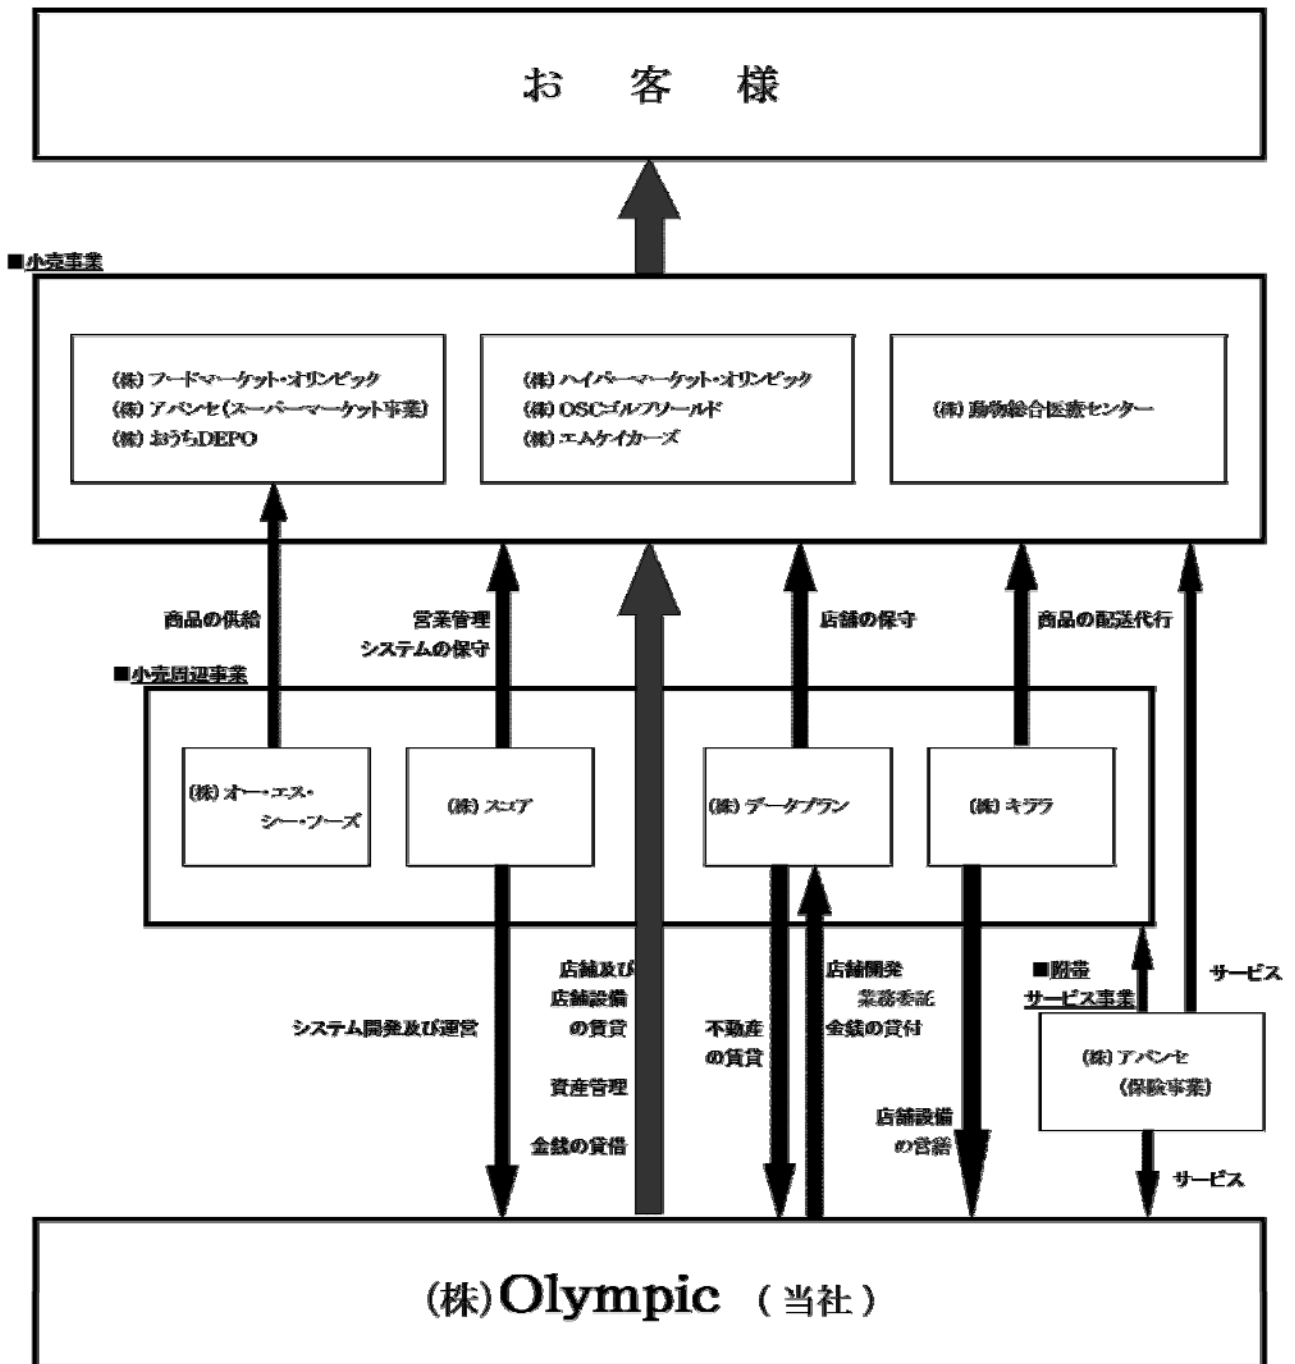 お 客 様
■小売事業
(株) フードマーケット・オリンピック
(株) アバンセ(スーパーマーケット事業)
(株) おうちDEPO
(株) ハイパーマーケット・オリンピック
(株) OSCゴルフワールド
(株) エムケイカーズ
(株) 動物総合医療センター
商品の供給
営業管理
システムの保守
店舗の保守
商品の配送代行
■小売周辺事業
(株) オー・エス・
シー・フーズ
(株) スコア
(株) データプラン
(株) キララ
システム開発及び運営
店舗及び
店舗設備
の賃貸
資産管理
金銭の貸借
不動産
の賃貸
店舗開発
業務委託
金銭の貸付
店舗設備
の営繕
■附帯
サービス事業
サービス
(株) アバンセ
(保険事業)
サービス
(株) Olympic ( 当社 )